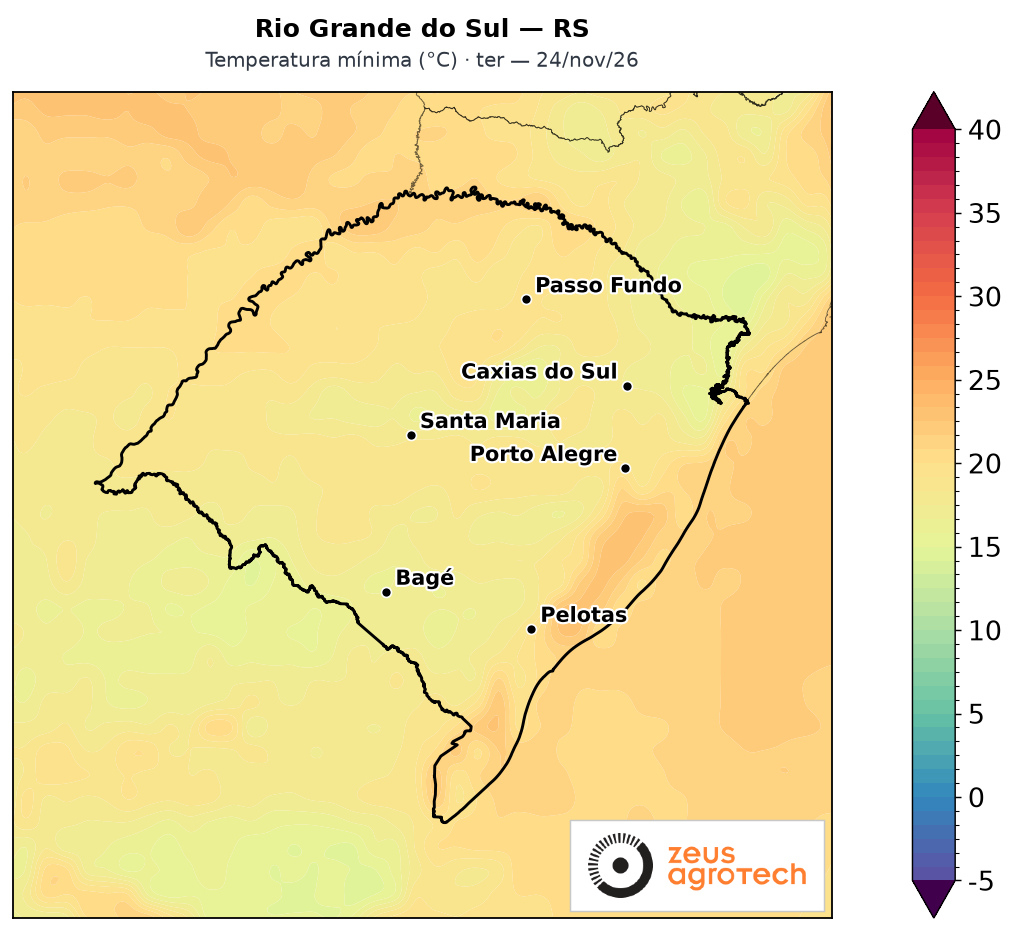 Rio Grande do Sul — RS
Temperatura mínima (°C) · ter — 24/nov/26
Passo Fundo
Caxias do Sul
Santa Maria
Porto Alegre
Bagé
Pelotas
40
35
30
25
20
15
10
5
0
-5
zeus
agrotech